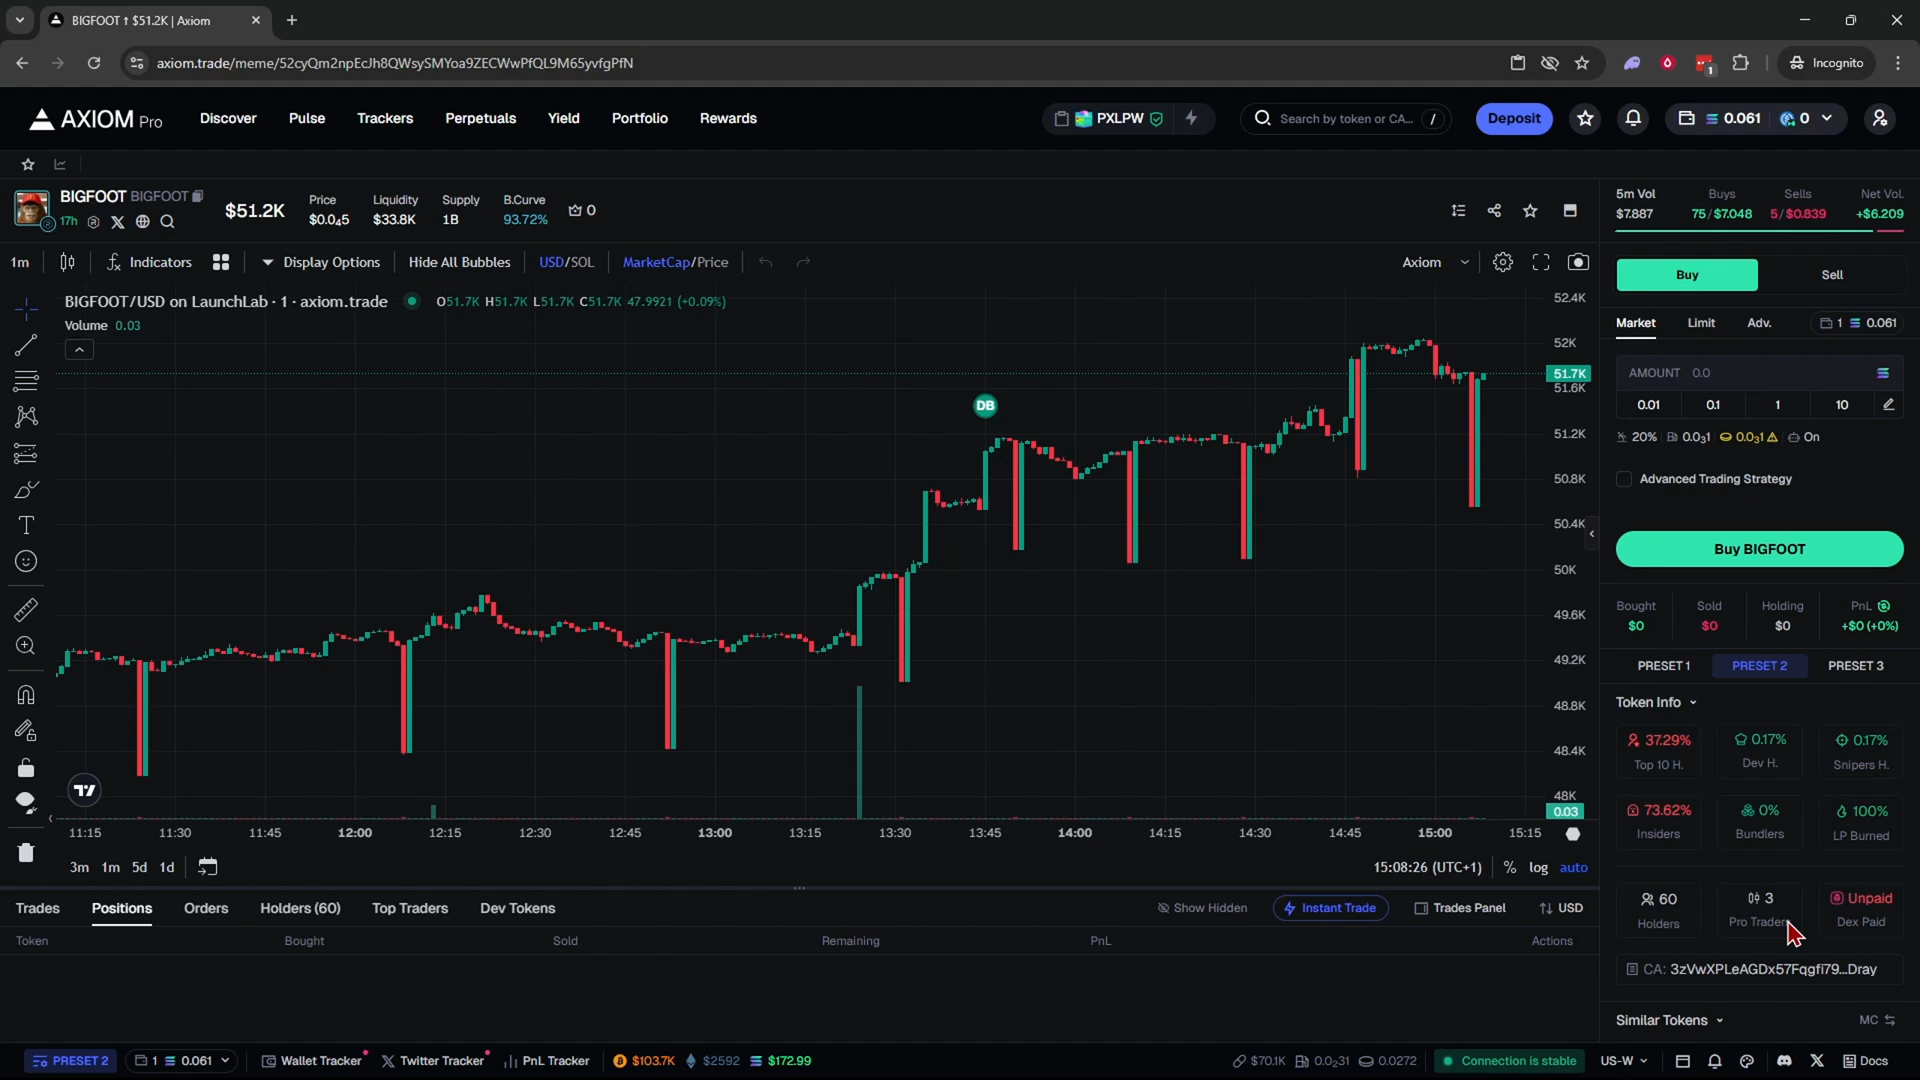 BIGFOOT ↑ $51.2K | Axiom
axiom.trade/meme/52cyQm2npEcJh8QWsySMYoa9ZECWwPfQL9M65yvfgPfN
1
Incognito
AXIOM Pro
Discover
Pulse
Trackers
Perpetuals
Yield
Portfolio
Rewards
PXLPW
Search by token or CA...
/
Deposit
0.061
0
BIGFOOT BIGFOOT
17h
$51.2K
Price
$0.0₄5
Liquidity
$33.8K
Supply
1B
B.Curve
93.72%
0
5m Vol
$7.887
Buys
75 / $7.048
Sells
5 / $0.839
Net Vol.
+$6.209
1m
Indicators
Display Options
Hide All Bubbles
USD/SOL
MarketCap/Price
Axiom
BIGFOOT/USD on LaunchLab · 1 · axiom.trade
O51.7K H51.7K L51.7K C51.7K 47.9921 (+0.09%)
Volume 0.03
DB
52.4K
52K
51.7K
51.6K
51.2K
50.8K
50.4K
50K
49.6K
49.2K
48.8K
48.4K
48K
0.03
11:15
11:30
11:45
12:00
12:15
12:30
12:45
13:00
13:15
13:30
13:45
14:00
14:15
14:30
14:45
15:00
15:15
3m
1m
5d
1d
15:08:26 (UTC+1)
%
log
auto
Buy
Sell
Market
Limit
Adv.
1
0.061
AMOUNT 0.0
0.01
0.1
1
10
20%
0.0₃1
0.0₃1
On
Advanced Trading Strategy
Buy BIGFOOT
Bought
$0
Sold
$0
Holding
$0
PnL
+$0 (+0%)
PRESET 1
PRESET 2
PRESET 3
Token Info
37.29%
Top 10 H.
0.17%
Dev H.
0.17%
Snipers H.
73.62%
Insiders
0%
Bundlers
100%
LP Burned
60
Holders
3
Pro Traders
Unpaid
Dex Paid
CA: 3zVwXPLeAGDx57Fqgfi79...Dray
Similar Tokens
MC
Trades
Positions
Orders
Holders (60)
Top Traders
Dev Tokens
Show Hidden
Instant Trade
Trades Panel
USD
Token
Bought
Sold
Remaining
PnL
Actions
PRESET 2
1
0.061
Wallet Tracker
Twitter Tracker
PnL Tracker
$103.7K
$2592
$172.99
$70.1K
0.0₂31
0.0272
Connection is stable
US-W
Docs